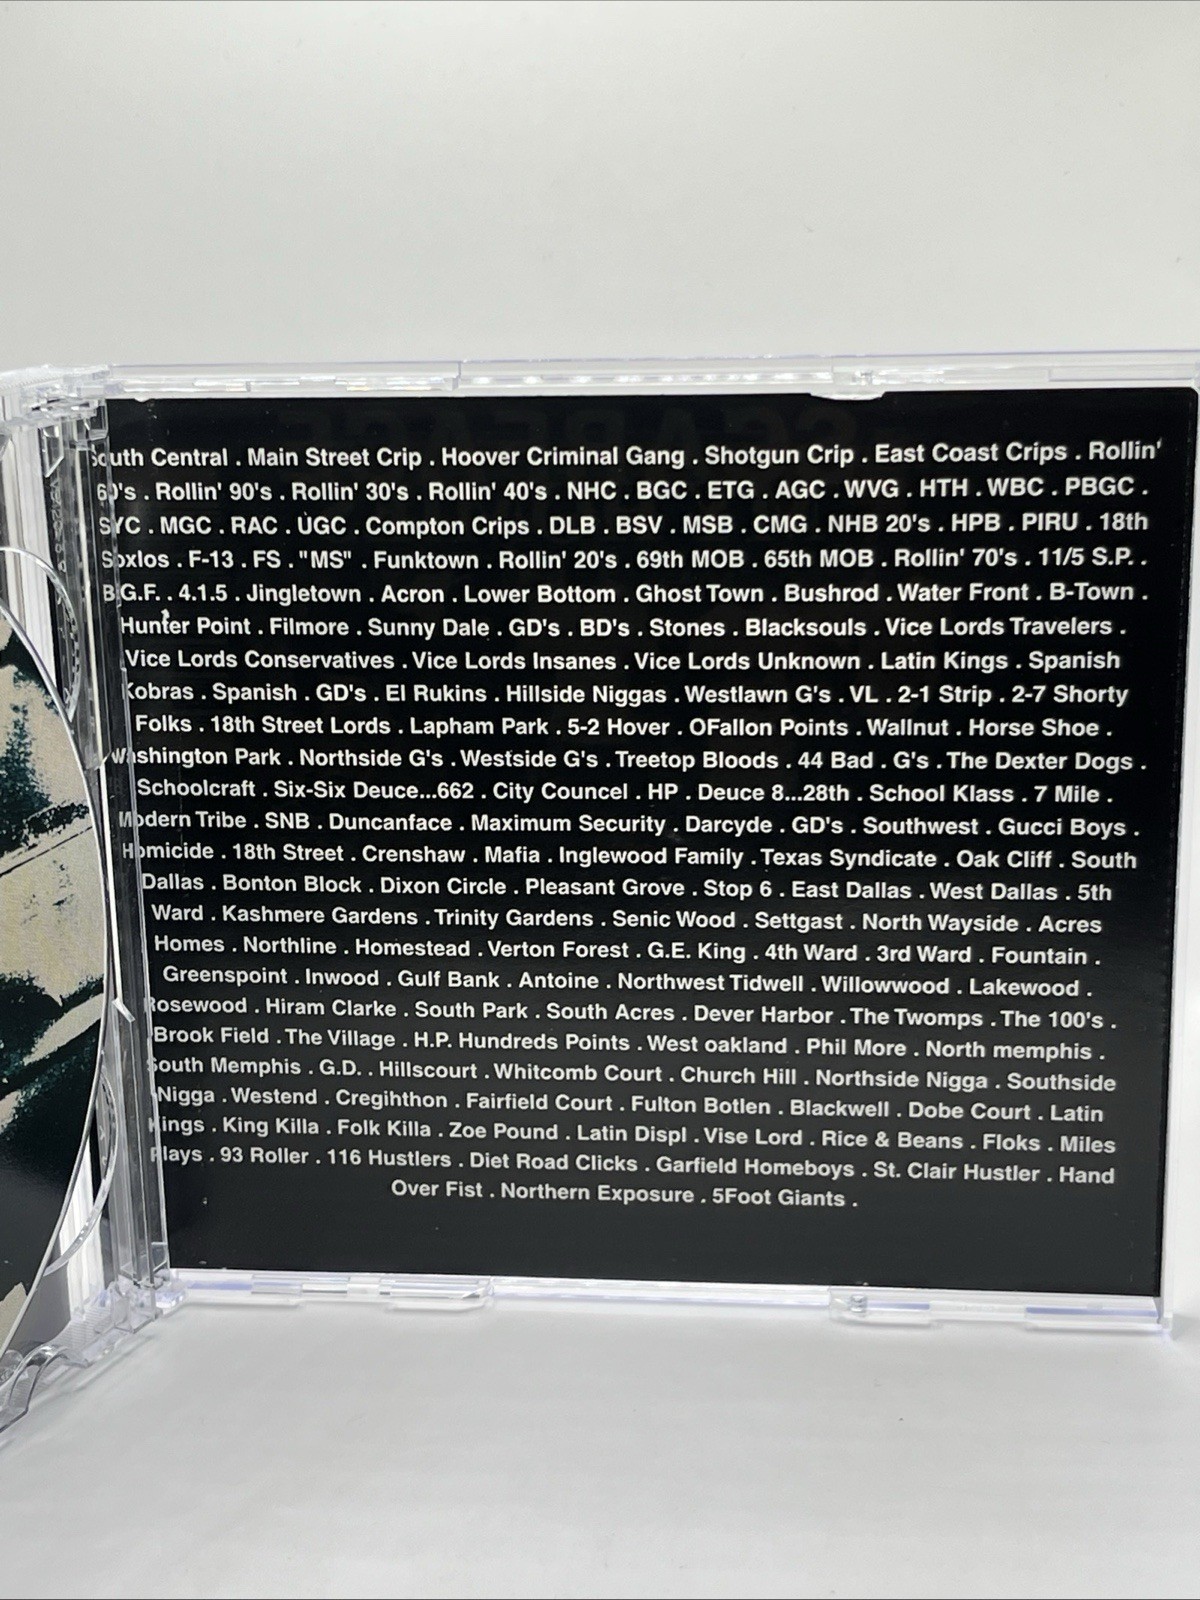 South Central . Main Street Crip . Hoover Criminal Gang . Shotgun Crip . East Coast Crips . Rollin'
60's . Rollin' 90's . Rollin' 30's . Rollin' 40's . NHC . BGC . ETG . AGC . WVG . HTH . WBC . PBGC .
SYC . MGC . RAC . UGC . Compton Crips . DLB . BSV . MSB . CMG . NHB 20's . HPB . PIRU . 18th
Soxlos . F-13 . FS . "MS" . Funktown . Rollin' 20's . 69th MOB . 65th MOB . Rollin' 70's . 11/5 S.P. .
B.G.F. . 4.1.5 . Jingletown . Acron . Lower Bottom . Ghost Town . Bushrod . Water Front . B-Town .
Hunter Point . Filmore . Sunny Dale . GD's . BD's . Stones . Blacksouls . Vice Lords Travelers .
Vice Lords Conservatives . Vice Lords Insanes . Vice Lords Unknown . Latin Kings . Spanish
Kobras . Spanish . GD's . El Rukins . Hillside Niggas . Westlawn G's . VL . 2-1 Strip . 2-7 Shorty
Folks . 18th Street Lords . Lapham Park . 5-2 Hover . OFallon Points . Wallnut . Horse Shoe .
Washington Park . Northside G's . Westside G's . Treetop Bloods . 44 Bad . G's . The Dexter Dogs .
Schoolcraft . Six-Six Deuce...662 . City Councel . HP . Deuce 8...28th . School Klass . 7 Mile .
Modern Tribe . SNB . Duncanface . Maximum Security . Darcyde . GD's . Southwest . Gucci Boys .
Homicide . 18th Street . Crenshaw . Mafia . Inglewood Family . Texas Syndicate . Oak Cliff . South
Dallas . Bonton Block . Dixon Circle . Pleasant Grove . Stop 6 . East Dallas . West Dallas . 5th
Ward . Kashmere Gardens . Trinity Gardens . Senic Wood . Settgast . North Wayside . Acres
Homes . Northline . Homestead . Verton Forest . G.E. King . 4th Ward . 3rd Ward . Fountain .
Greenspoint . Inwood . Gulf Bank . Antoine . Northwest Tidwell . Willowwood . Lakewood .
Rosewood . Hiram Clarke . South Park . South Acres . Dever Harbor . The Twomps . The 100's .
Brook Field . The Village . H.P. Hundreds Points . West oakland . Phil More . North memphis .
South Memphis . G.D. . Hillscourt . Whitcomb Court . Church Hill . Northside Nigga . Southside
Nigga . Westend . Cregihthon . Fairfield Court . Fulton Botlen . Blackwell . Dobe Court . Latin
Kings . King Killa . Folk Killa . Zoe Pound . Latin Displ . Vise Lord . Rice & Beans . Floks . Miles
Plays . 93 Roller . 116 Hustlers . Diet Road Clicks . Garfield Homeboys . St. Clair Hustler . Hand
Over Fist . Northern Exposure . 5Foot Giants .